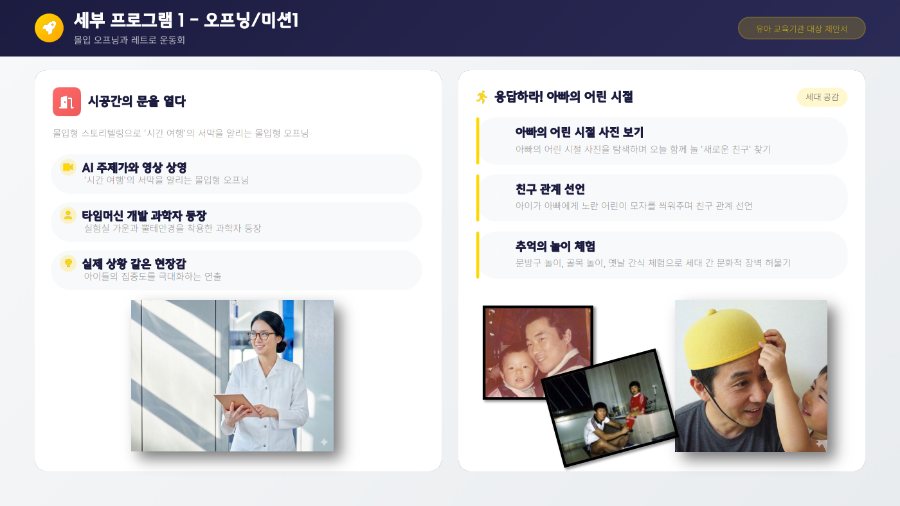 세부 프로그램 1 - 오프닝/미션1
몰입 오프닝과 레트로 운동회
유아 교육기관 대상 제안서
시공간의 문을 열다
몰입형 스토리텔링으로 '시간 여행'의 서막을 알리는 몰입형 오프닝
AI 주제가와 영상 상영
'시간 여행'의 서막을 알리는 몰입형 오프닝
타임머신 개발 과학자 등장
실험실 가운과 뿔테안경을 착용한 과학자 등장
실제 상황 같은 현장감
아이들의 집중도를 극대화하는 연출
응답하라! 아빠의 어린 시절
세대 공감
아빠의 어린 시절 사진 보기
아빠의 어린 시절 사진을 탐색하며 오늘 함께 놀 '새로운 친구' 찾기
친구 관계 선언
아이가 아빠에게 노란 어린이 모자를 씌워주며 친구 관계 선언
추억의 놀이 체험
문방구 놀이, 골목 놀이, 옛날 간식 체험으로 세대 간 문화적 장벽 허물기